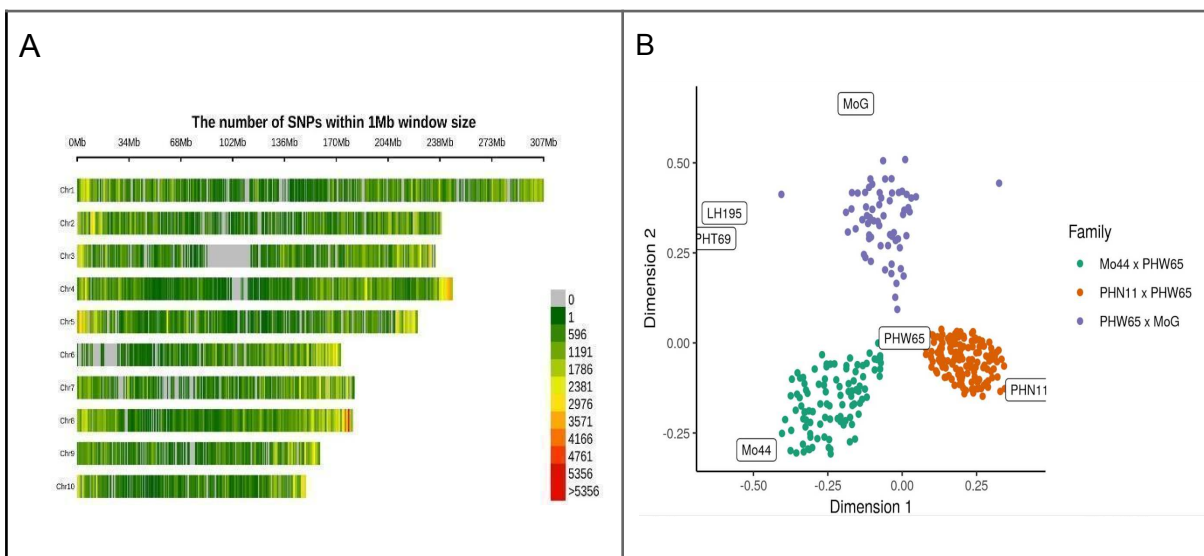 A
The number of SNPs within 1Mb window size
0Mb 34Mb 68Mb 102Mb 136Mb 170Mb 204Mb 238Mb 273Mb 307Mb
Chr1
Chr2
Chr3
Chr4
Chr5
Chr6
Chr7
Chr8
Chr9
Chr10
0
1
596
1191
1786
2381
2976
3571
4166
4761
5356
>5356
B
Dimension 2
0.50
0.25
0.00
-0.25
MoG
LH195
PHT69
PHW65
PHN11
Mo44
-0.50 -0.25 0.00 0.25
Dimension 1
Family
Mo44 x PHW65
PHN11 x PHW65
PHW65 x MoG